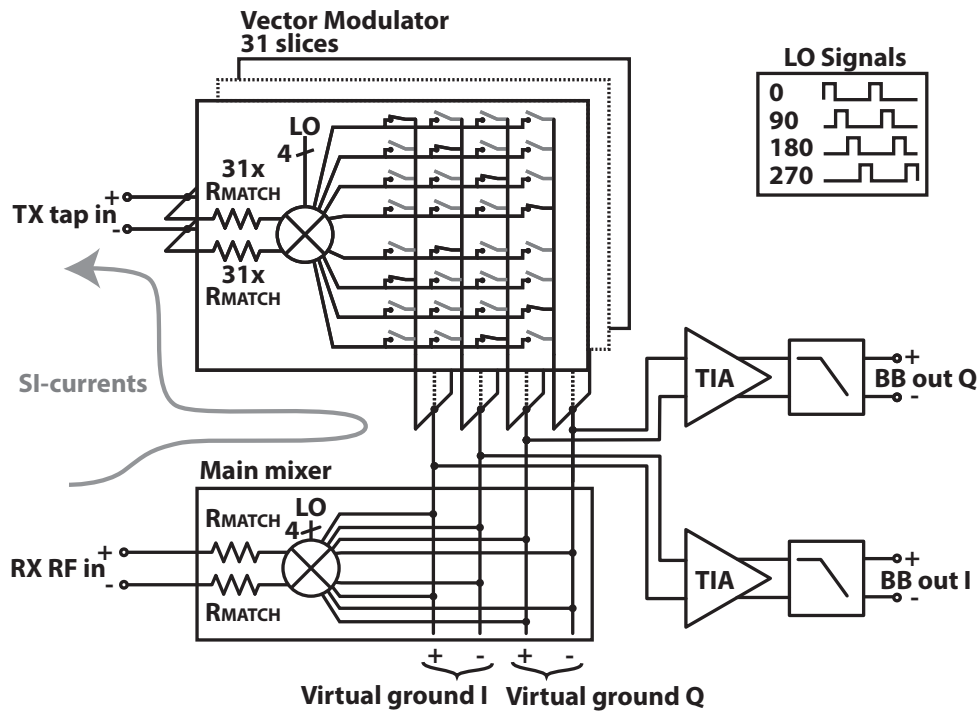 Vector Modulator
31 slices
LO Signals
0
90
180
270
LO
4
31x
RMATCH
+
TX tap in
-
31x
RMATCH
SI-currents
TIA
+
BB out Q
-
Main mixer
RMATCH
LO
4
+
RX RF in
-
RMATCH
TIA
+
BB out I
-
+ - + -
Virtual ground I Virtual ground Q